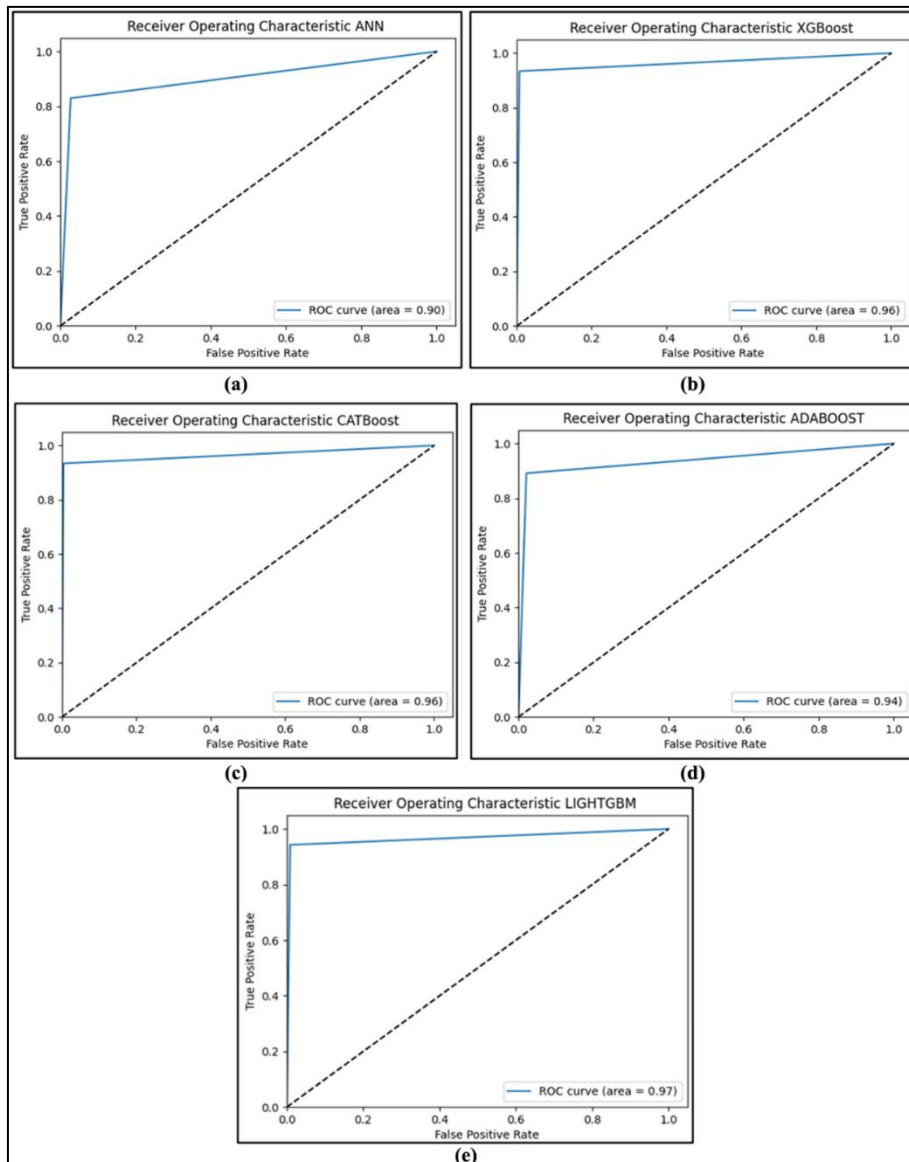 Receiver Operating Characteristic ANN
1.0
0.8
0.6
0.4
0.2
0.0
True Positive Rate
ROC curve (area = 0.90)
0.0 0.2 0.4 0.6 0.8 1.0
False Positive Rate
(a)
Receiver Operating Characteristic XGBoost
1.0
0.8
0.6
0.4
0.2
0.0
True Positive Rate
ROC curve (area = 0.96)
0.0 0.2 0.4 0.6 0.8 1.0
False Positive Rate
(b)
Receiver Operating Characteristic CATBoost
1.0
0.8
0.6
0.4
0.2
0.0
True Positive Rate
ROC curve (area = 0.96)
0.0 0.2 0.4 0.6 0.8 1.0
False Positive Rate
(c)
Receiver Operating Characteristic ADABOOST
1.0
0.8
0.6
0.4
0.2
0.0
True Positive Rate
ROC curve (area = 0.94)
0.0 0.2 0.4 0.6 0.8 1.0
False Positive Rate
(d)
Receiver Operating Characteristic LIGHTGBM
1.0
0.8
0.6
0.4
0.2
0.0
True Positive Rate
ROC curve (area = 0.97)
0.0 0.2 0.4 0.6 0.8 1.0
False Positive Rate
(e)